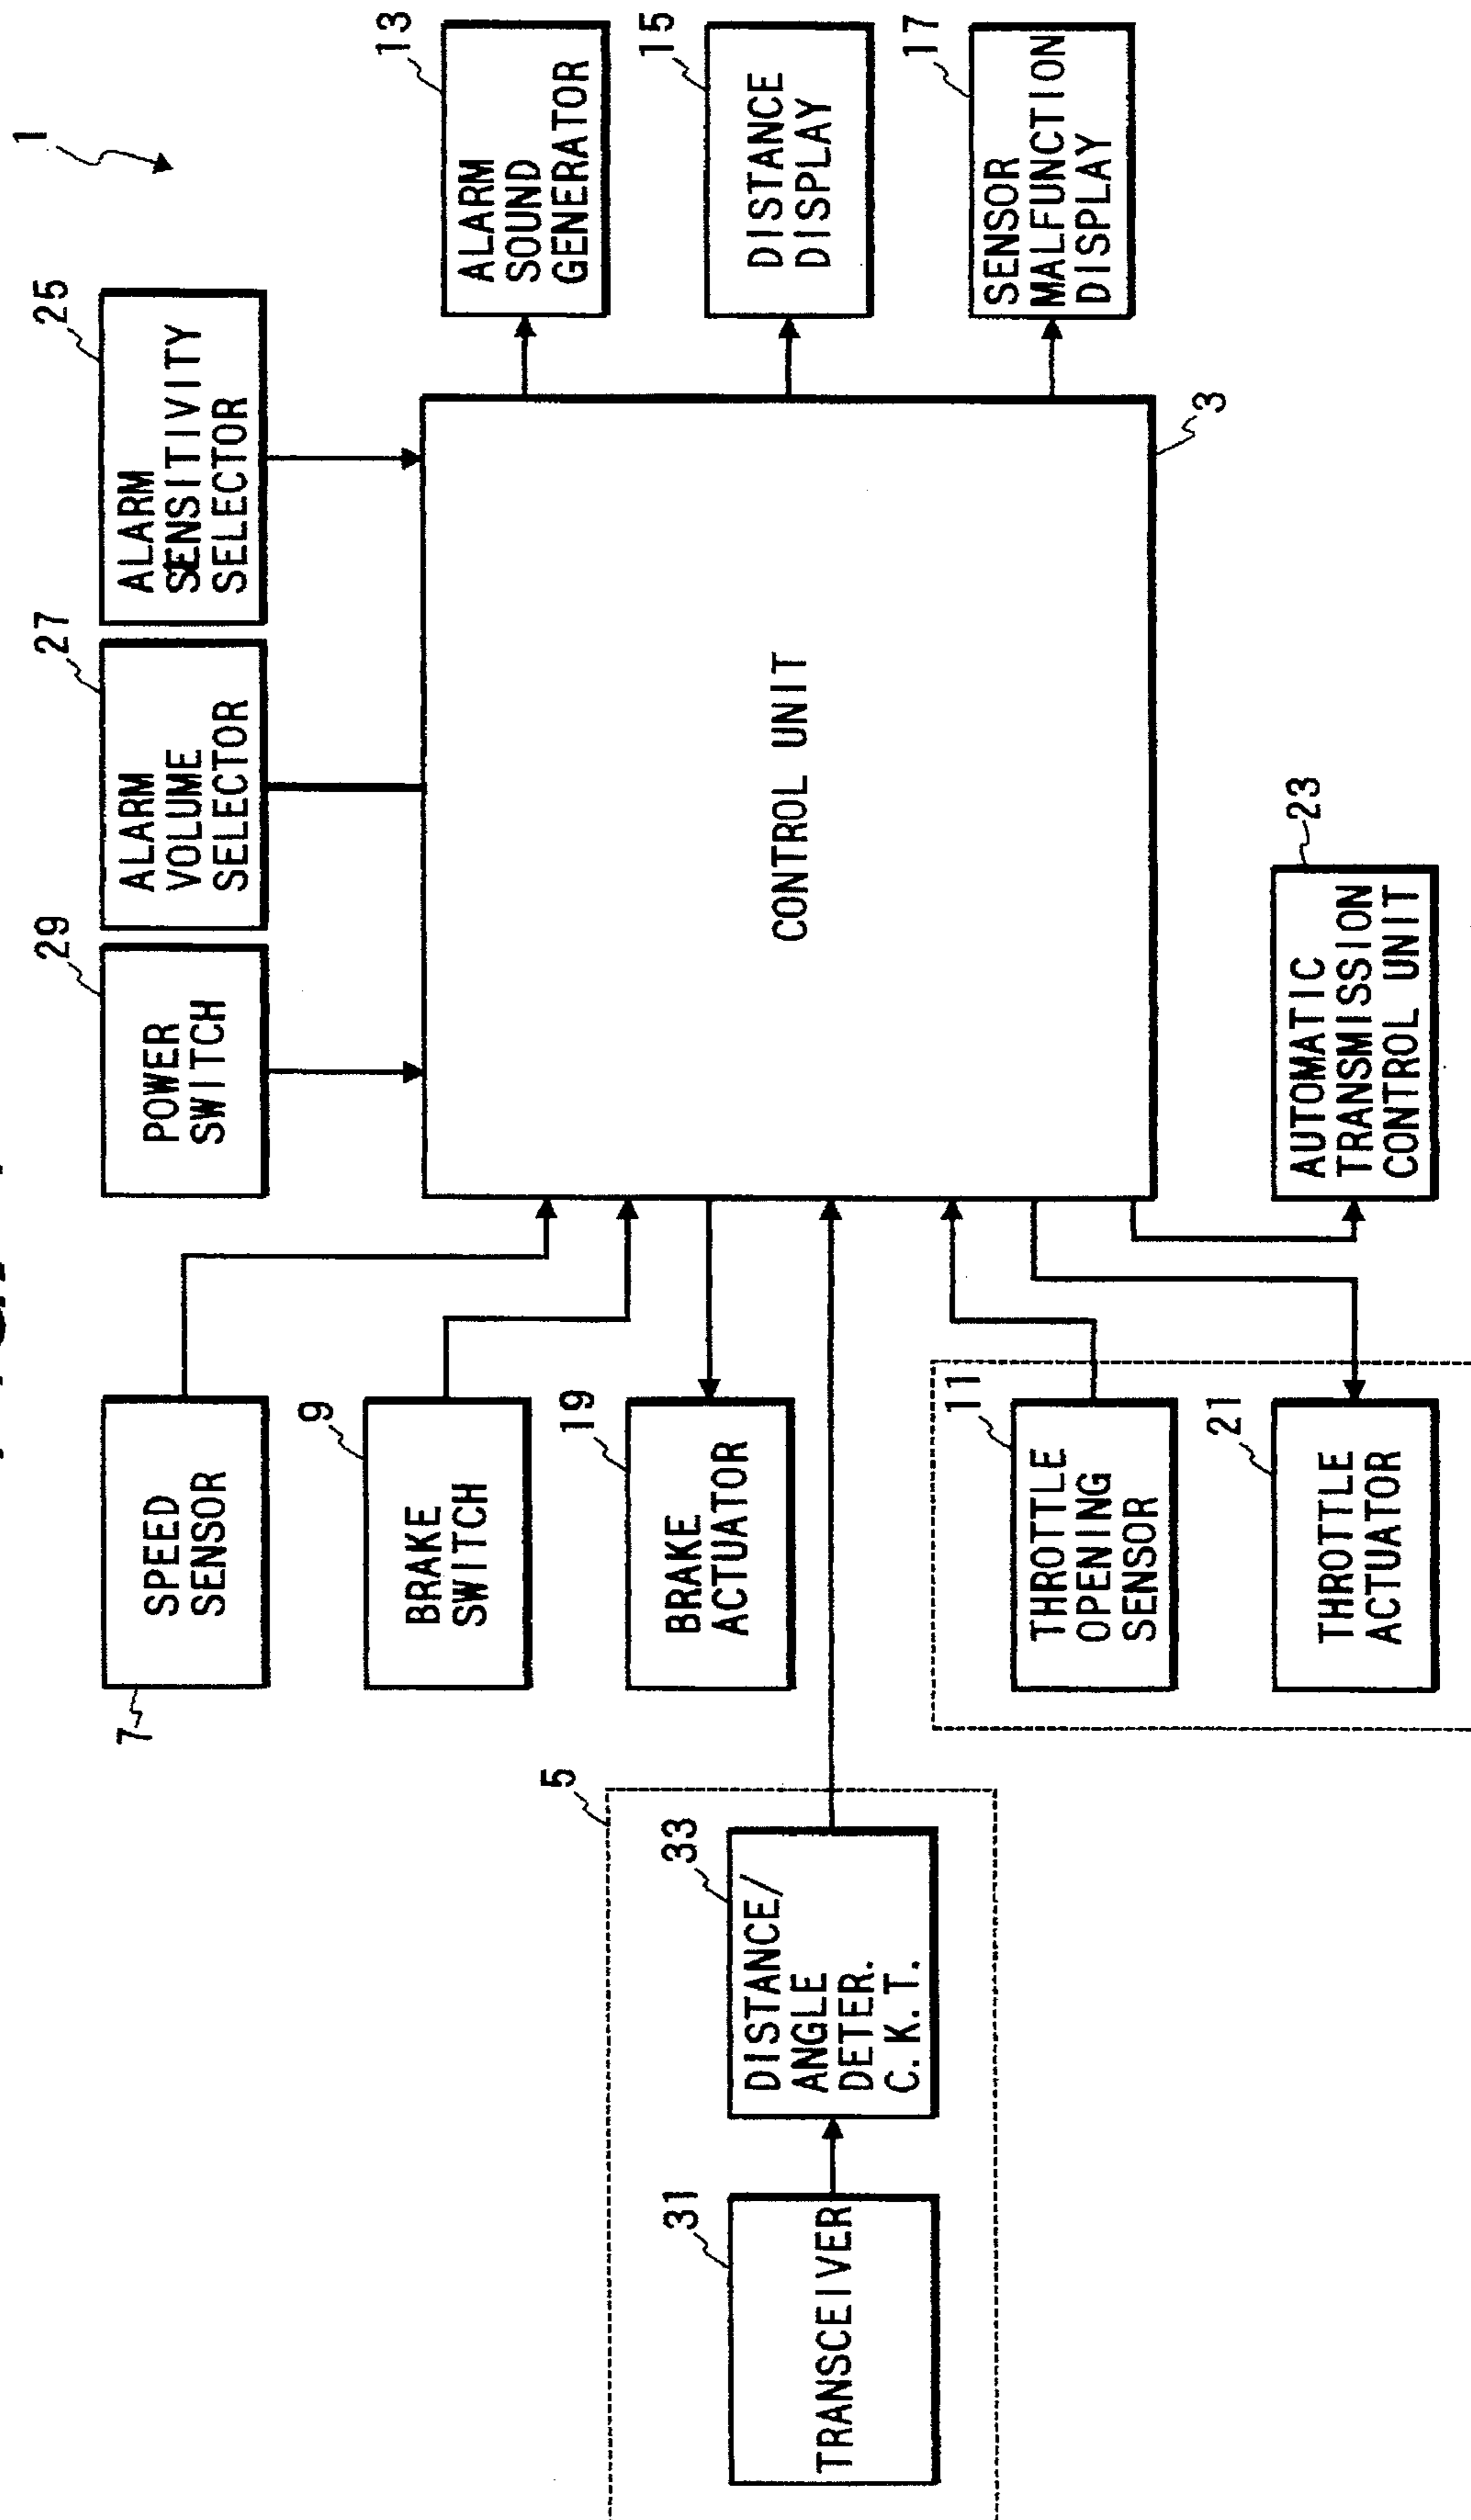 1
29
27
25
POWER
SWITCH
ALARM
VOLUME
SELECTOR
ALARM
SENSITIVITY
SELECTOR
7
SPEED
SENSOR
9
BRAKE
SWITCH
19
BRAKE
ACTUATOR
5
31
TRANSCEIVER
33
DISTANCE/
ANGLE
DETER.
C.K.T.
11
THROTTLE
OPENING
SENSOR
21
THROTTLE
ACTUATOR
CONTROL UNIT
3
13
ALARM
SOUND
GENERATOR
15
DISTANCE
DISPLAY
17
SENSOR
MALFUNCTION
DISPLAY
23
AUTOMATIC
TRANSMISSION
CONTROL UNIT